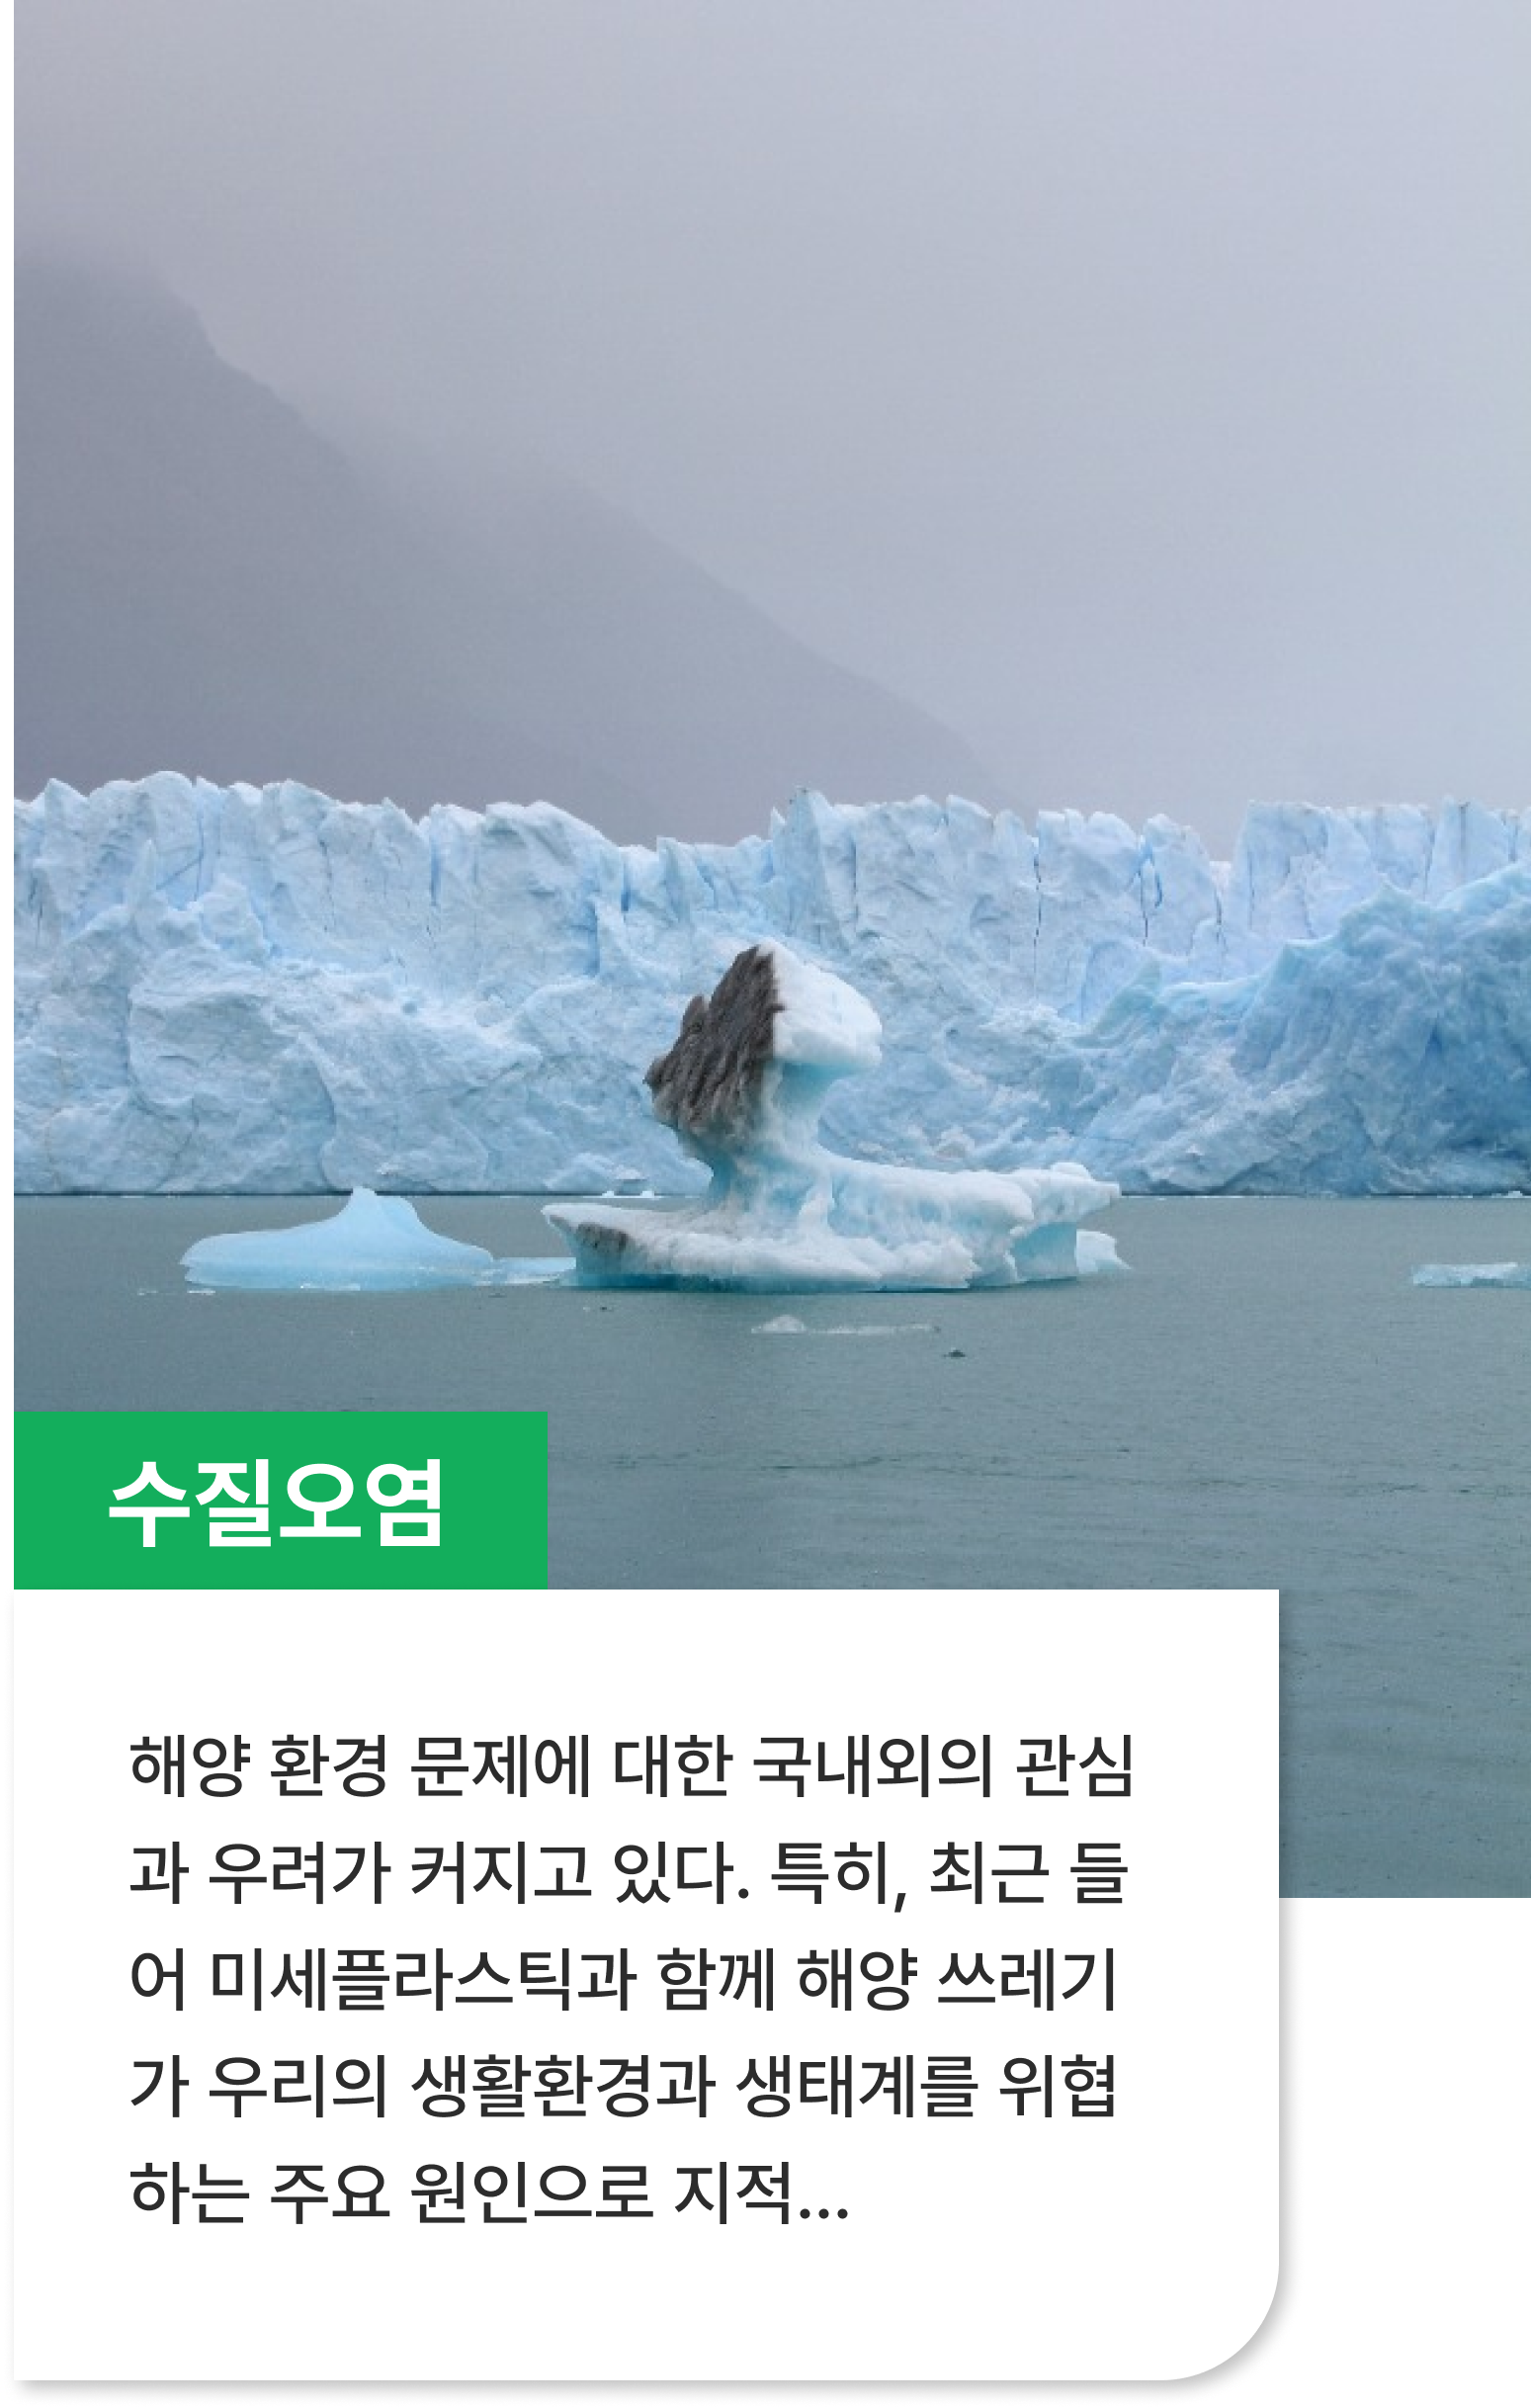 수질오염
해양 환경 문제에 대한 국내외의 관심
과 우려가 커지고 있다. 특히, 최근 들
어 미세플라스틱과 함께 해양 쓰레기
가 우리의 생활환경과 생태계를 위협
하는 주요 원인으로 지적...